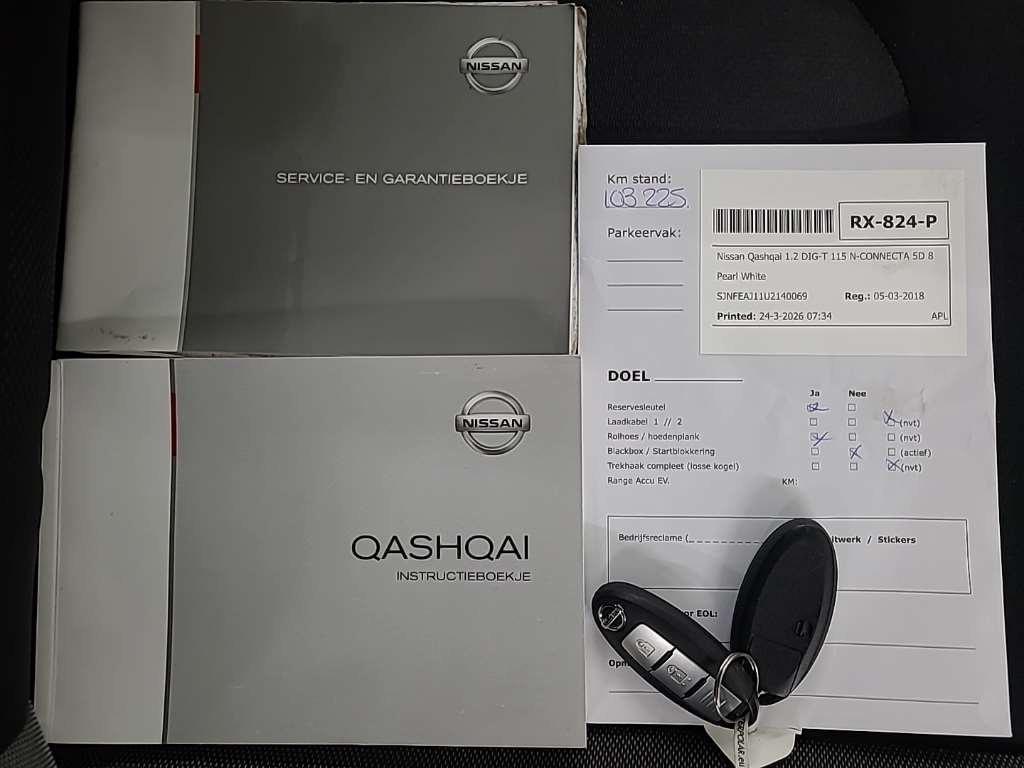 NISSAN
SERVICE- EN GARANTIEBOEKJE
NISSAN
QASHQAI
INSTRUCTIEBOEKJE
Km stand:
103 225
Parkeervak:
RX-824-P
Nissan Qashqai 1.2 DIG-T 115 N-CONNECTA 5D 8
Pearl White
SJNFEAJ11U2140069 Reg.: 05-03-2018
Printed: 24-3-2026 07:34 APL
DOEL
Ja Nee
Reservesleutel
Laadkabel 1 // 2 (nvt)
Rolhoes / hoedenplank (nvt)
Blackbox / Startblokkering (actief)
Trekhaak compleet (losse kogel) (nvt)
Range Accu EV. KM:
Bedrijfsreclame ( / Stickers
EOL: